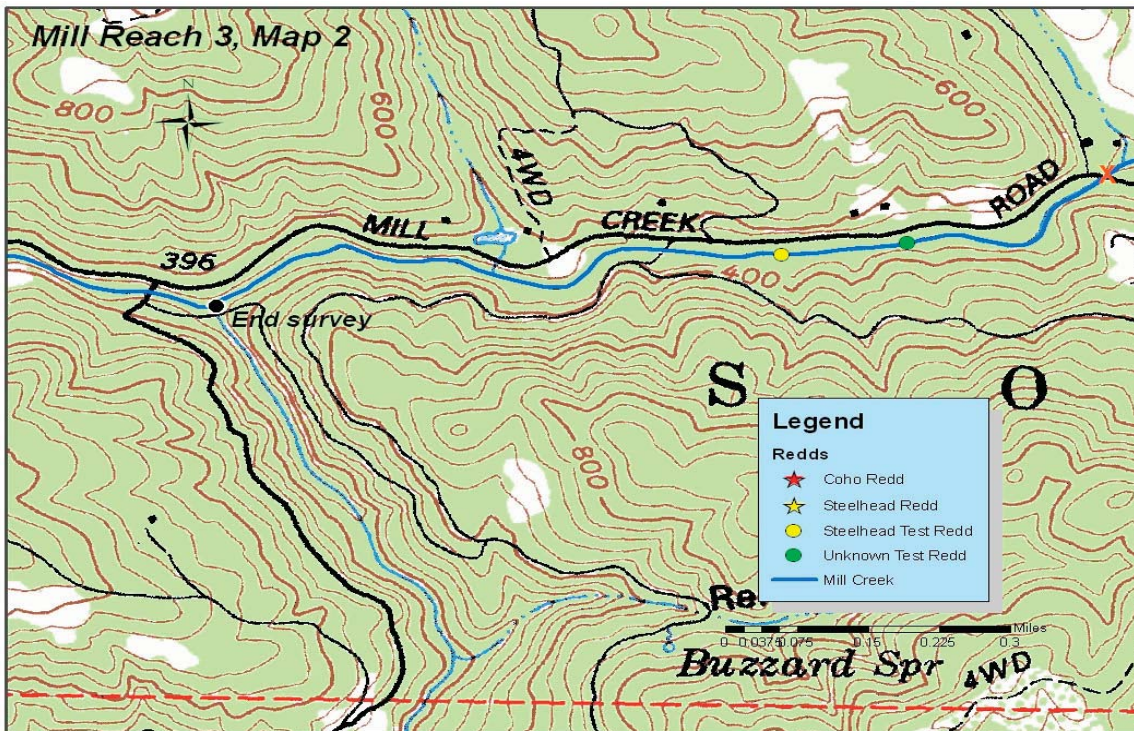 Mill Reach 3, Map 2
N
800
600
4WD
600
MILL CREEK ROAD
396
400
End survey
S O
800
Legend
Redds
Coho Redd
Steelhead Redd
Steelhead Test Redd
Unknown Test Redd
Mill Creek
X
Miles
0 0.0375 0.075 0.15 0.225 0.3
Buzzard Spr
4WD